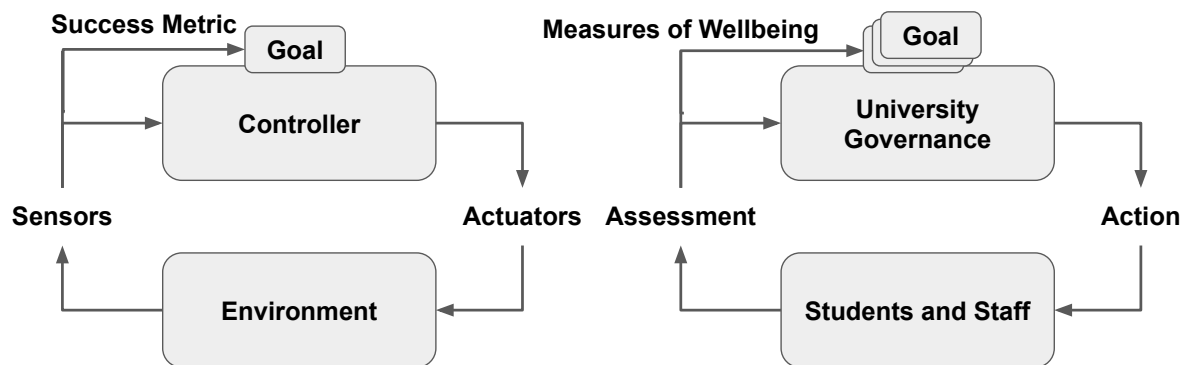 Success Metric
Goal
Controller
Sensors
Actuators
Environment
Measures of Wellbeing
Goal
University
Governance
Assessment
Action
Students and Staff